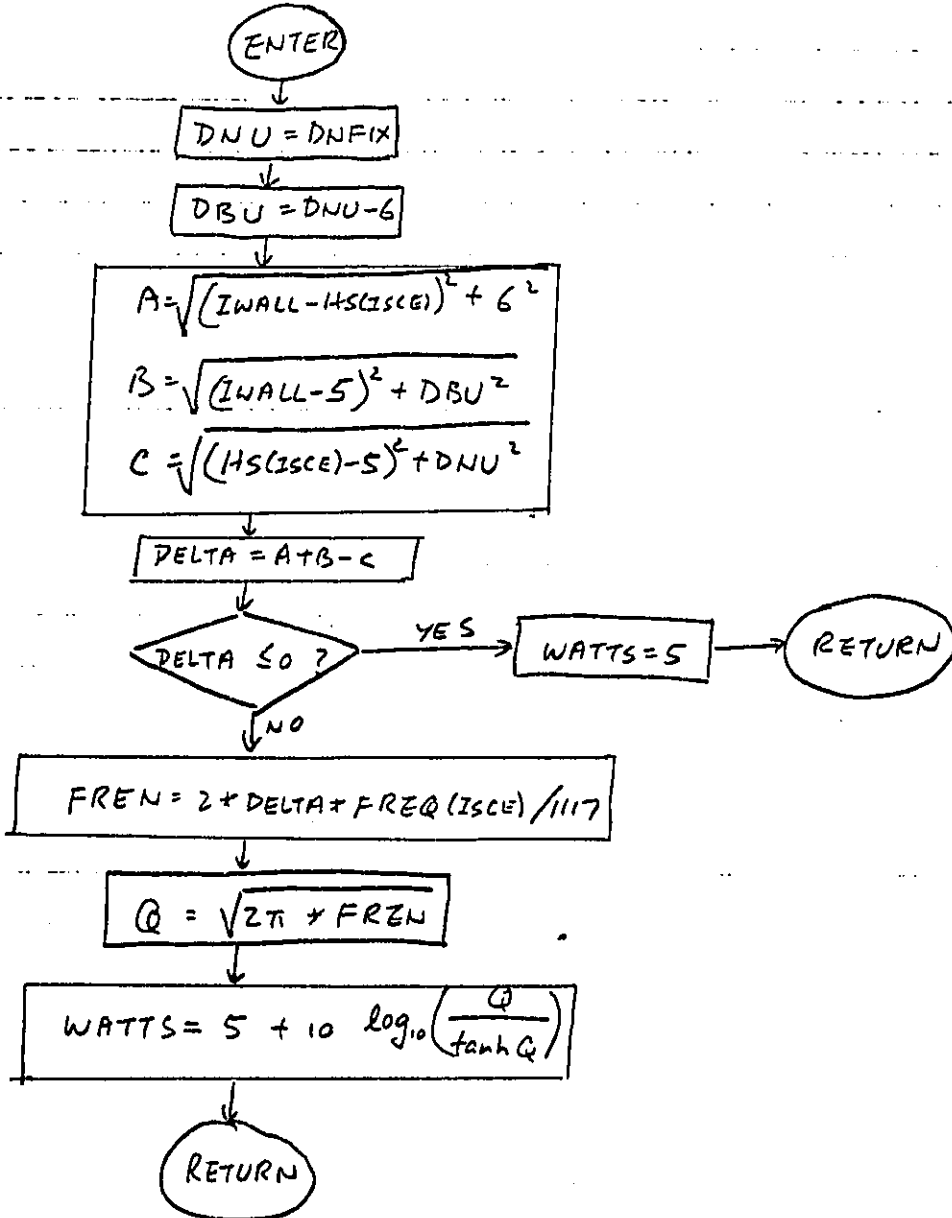 ENTER
DNU = DNFIX
DBU = DNU-6
A=√(IWALL-HS(ISCE))² + 6²
B=√(IWALL-5)² + DBU²
C=√(HS(ISCE)-5)² + DNU²
DELTA = A+B-C
DELTA ≤0 ?
YES
WATTS=5
RETURN
NO
FREN= 2*DELTA*FREQ(ISCE)/1117
Q = √2π * FREN
WATTS= 5 + 10 log₁₀(Q/tanh Q)
RETURN